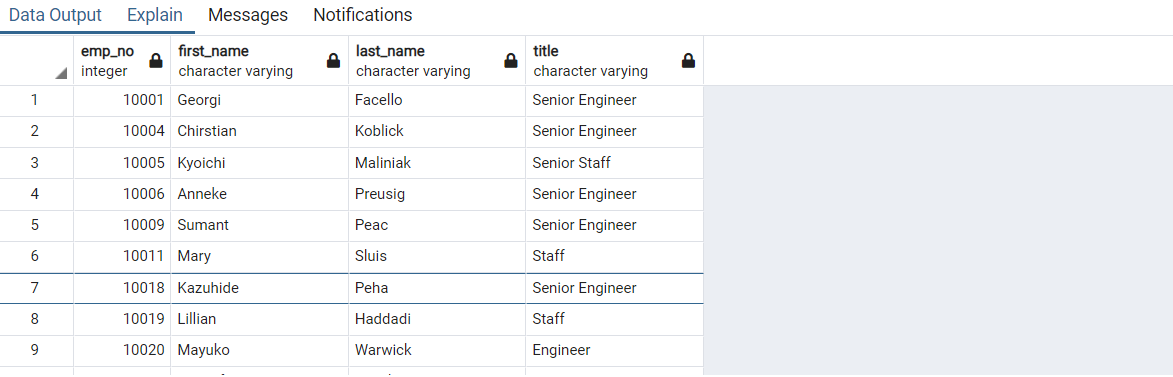 Data Output Explain Messages Notifications
emp_no first_name last_name title
integer character varying character varying character varying
1 10001 Georgi Facello Senior Engineer
2 10004 Chirstian Koblick Senior Engineer
3 10005 Kyoichi Maliniak Senior Staff
4 10006 Anneke Preusig Senior Engineer
5 10009 Sumant Peac Senior Engineer
6 10011 Mary Sluis Staff
7 10018 Kazuhide Peha Senior Engineer
8 10019 Lillian Haddadi Staff
9 10020 Mayuko Warwick Engineer